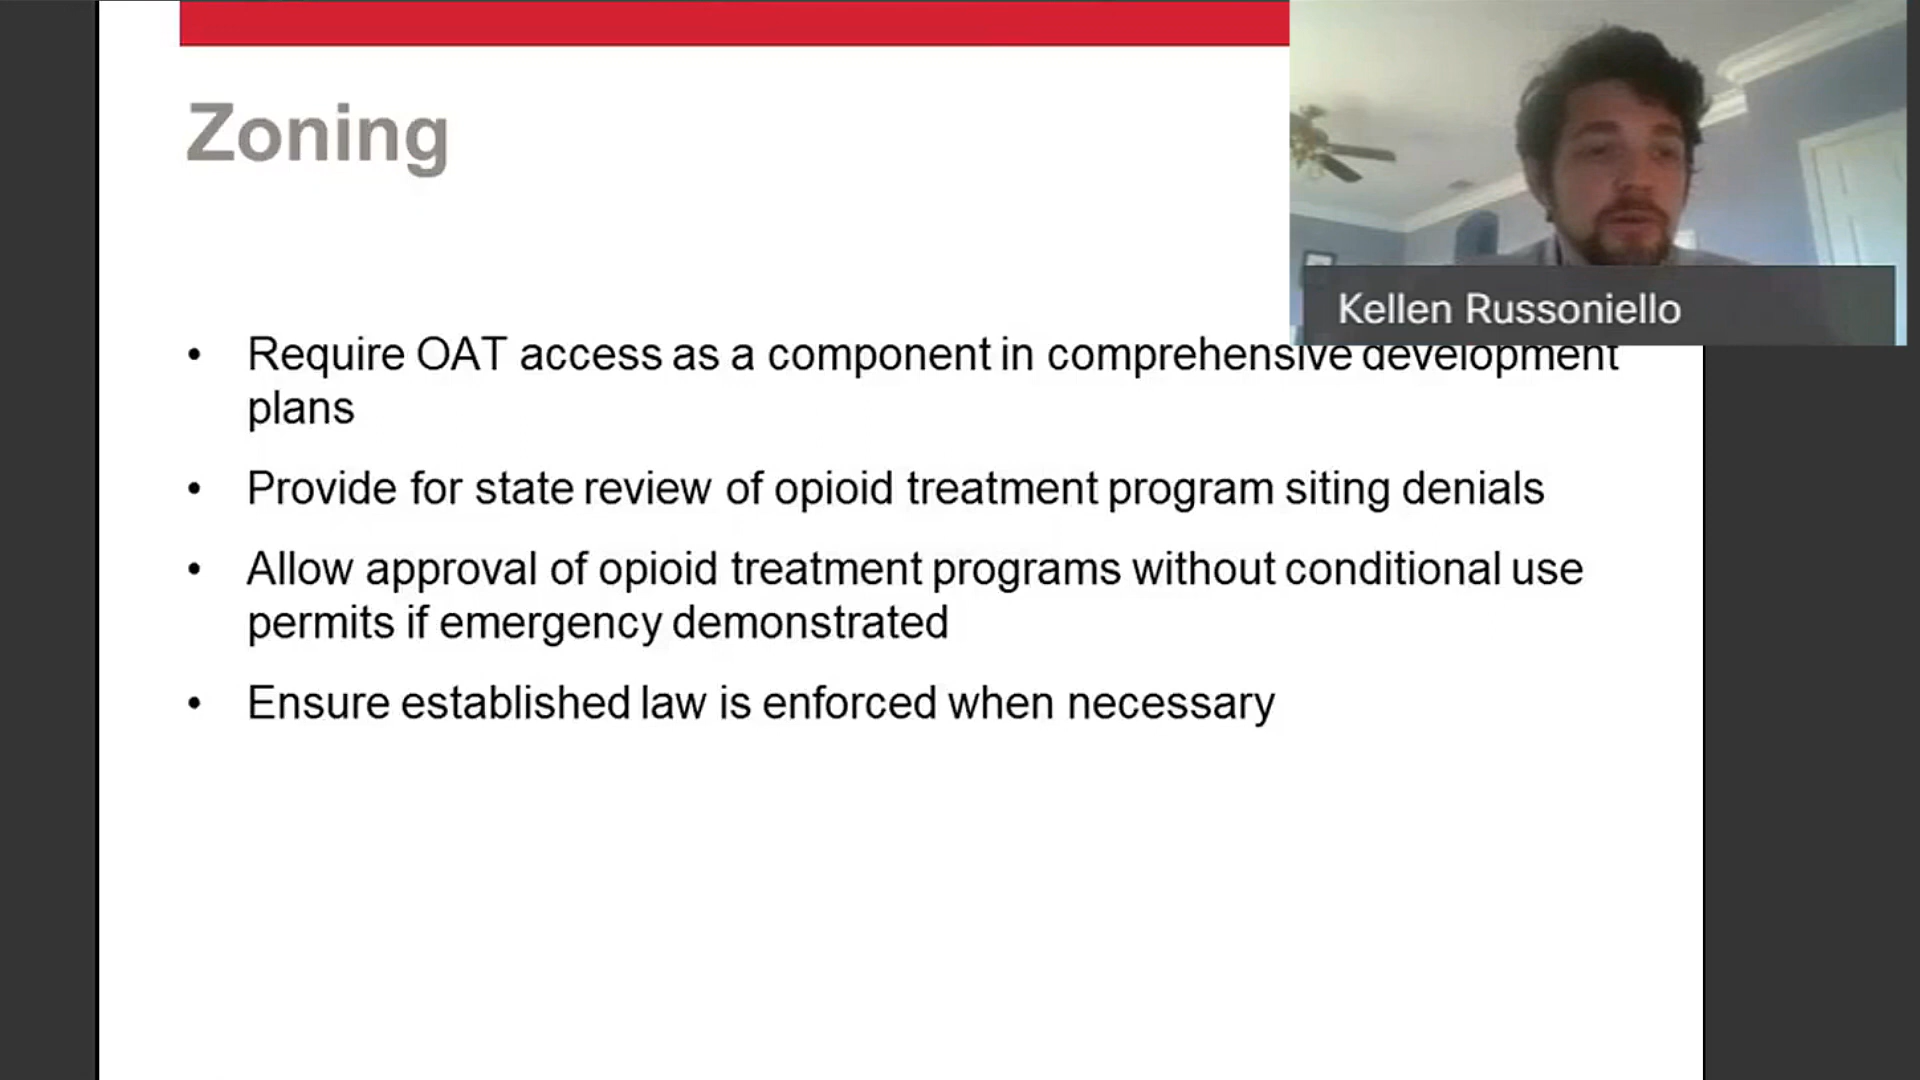 Zoning
Kellen Russoniello
• Require OAT access as a component in comprehensive development
plans
• Provide for state review of opioid treatment program siting denials
• Allow approval of opioid treatment programs without conditional use
permits if emergency demonstrated
• Ensure established law is enforced when necessary